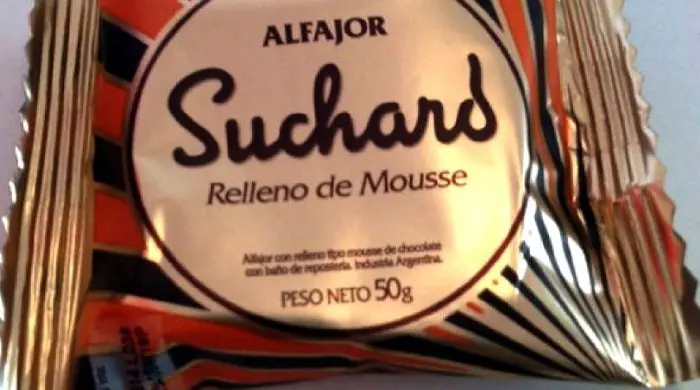 ALFAJOR
Suchard
Relleno de Mousse
Alfajor con relleno tipo mousse de chocolate
con baño de repostería. Industria Argentina.
PESO NETO 50g